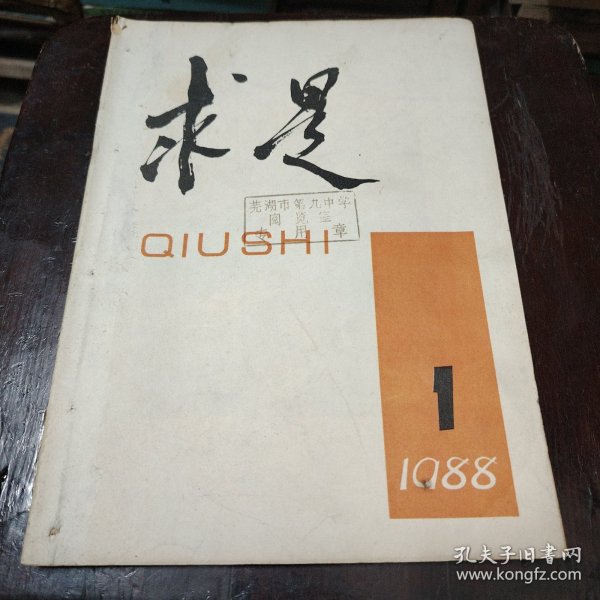 求是
芜湖市第九中学
阅览室
专用章
QIUSHI
1
1988
孔夫子旧书网
www.kongfz.com